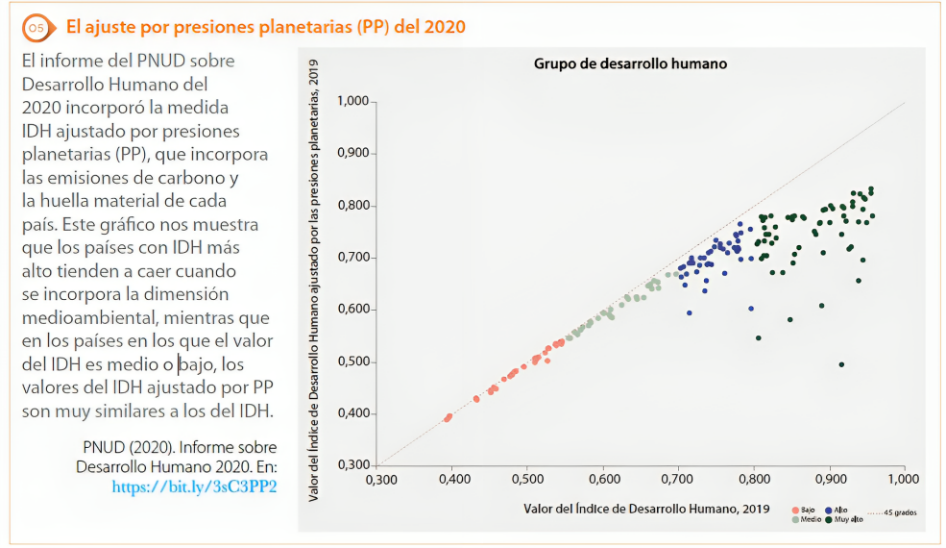 05 El ajuste por presiones planetarias (PP) del 2020
El informe del PNUD sobre
Desarrollo Humano del
2020 incorporó la medida
IDH ajustado por presiones
planetarias (PP), que incorpora
las emisiones de carbono y
la huella material de cada
país. Este gráfico nos muestra
que los países con IDH más
alto tienden a caer cuando
se incorpora la dimensión
medioambiental, mientras que
en los países en los que el valor
del IDH es medio o bajo, los
valores del IDH ajustado por PP
son muy similares a los del IDH.
PNUD (2020). Informe sobre
Desarrollo Humano 2020. En:
https://bit.ly/3sC3PP2
Grupo de desarrollo humano
Valor del Índice de Desarrollo Humano ajustado por las presiones planetarias, 2019
1,000
0,900
0,800
0,700
0,600
0,500
0,400
0,300
0,300 0,400 0,500 0,600 0,700 0,800 0,900 1,000
Valor del Índice de Desarrollo Humano, 2019
Bajo Alto 45 grados
Medio Muy alto